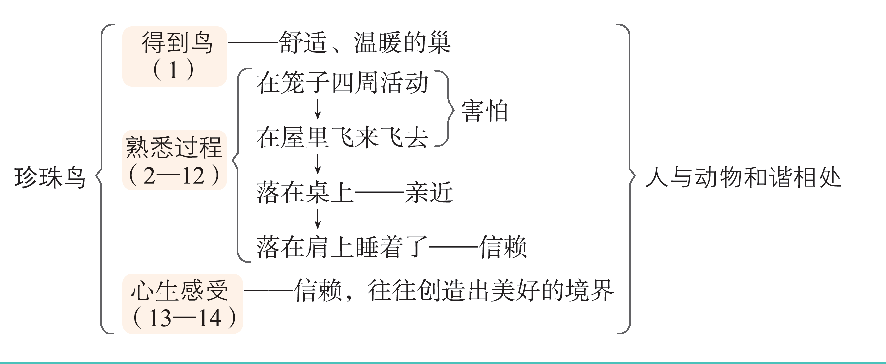 珍珠鸟
得到鸟
（1）
——舒适、温暖的巢
熟悉过程
（2—12）
在笼子四周活动
在屋里飞来飞去
害怕
落在桌上——亲近
落在肩上睡着了——信赖
心生感受
（13—14）
——信赖，往往创造出美好的境界
人与动物和谐相处